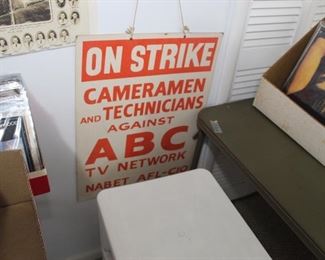 ON STRIKE
CAMERAMEN
AND TECHNICIANS
AGAINST
ABC
TV NETWORK
NABET AFL-CIO